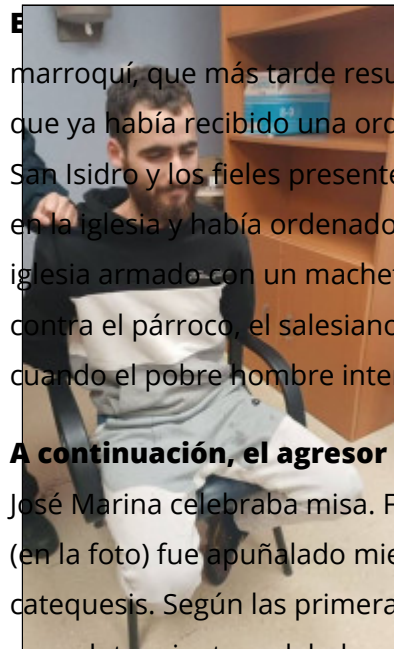 E
marroquí, que más tarde resu
que ya había recibido una ord
San Isidro y los fieles presente
en la iglesia y había ordenado
iglesia armado con un machet
contra el párroco, el salesiano
cuando el pobre hombre inter
A continuación, el agresor
José Marina celebraba misa. F
(en la foto) fue apuñalado mie
catequesis. Según las primera